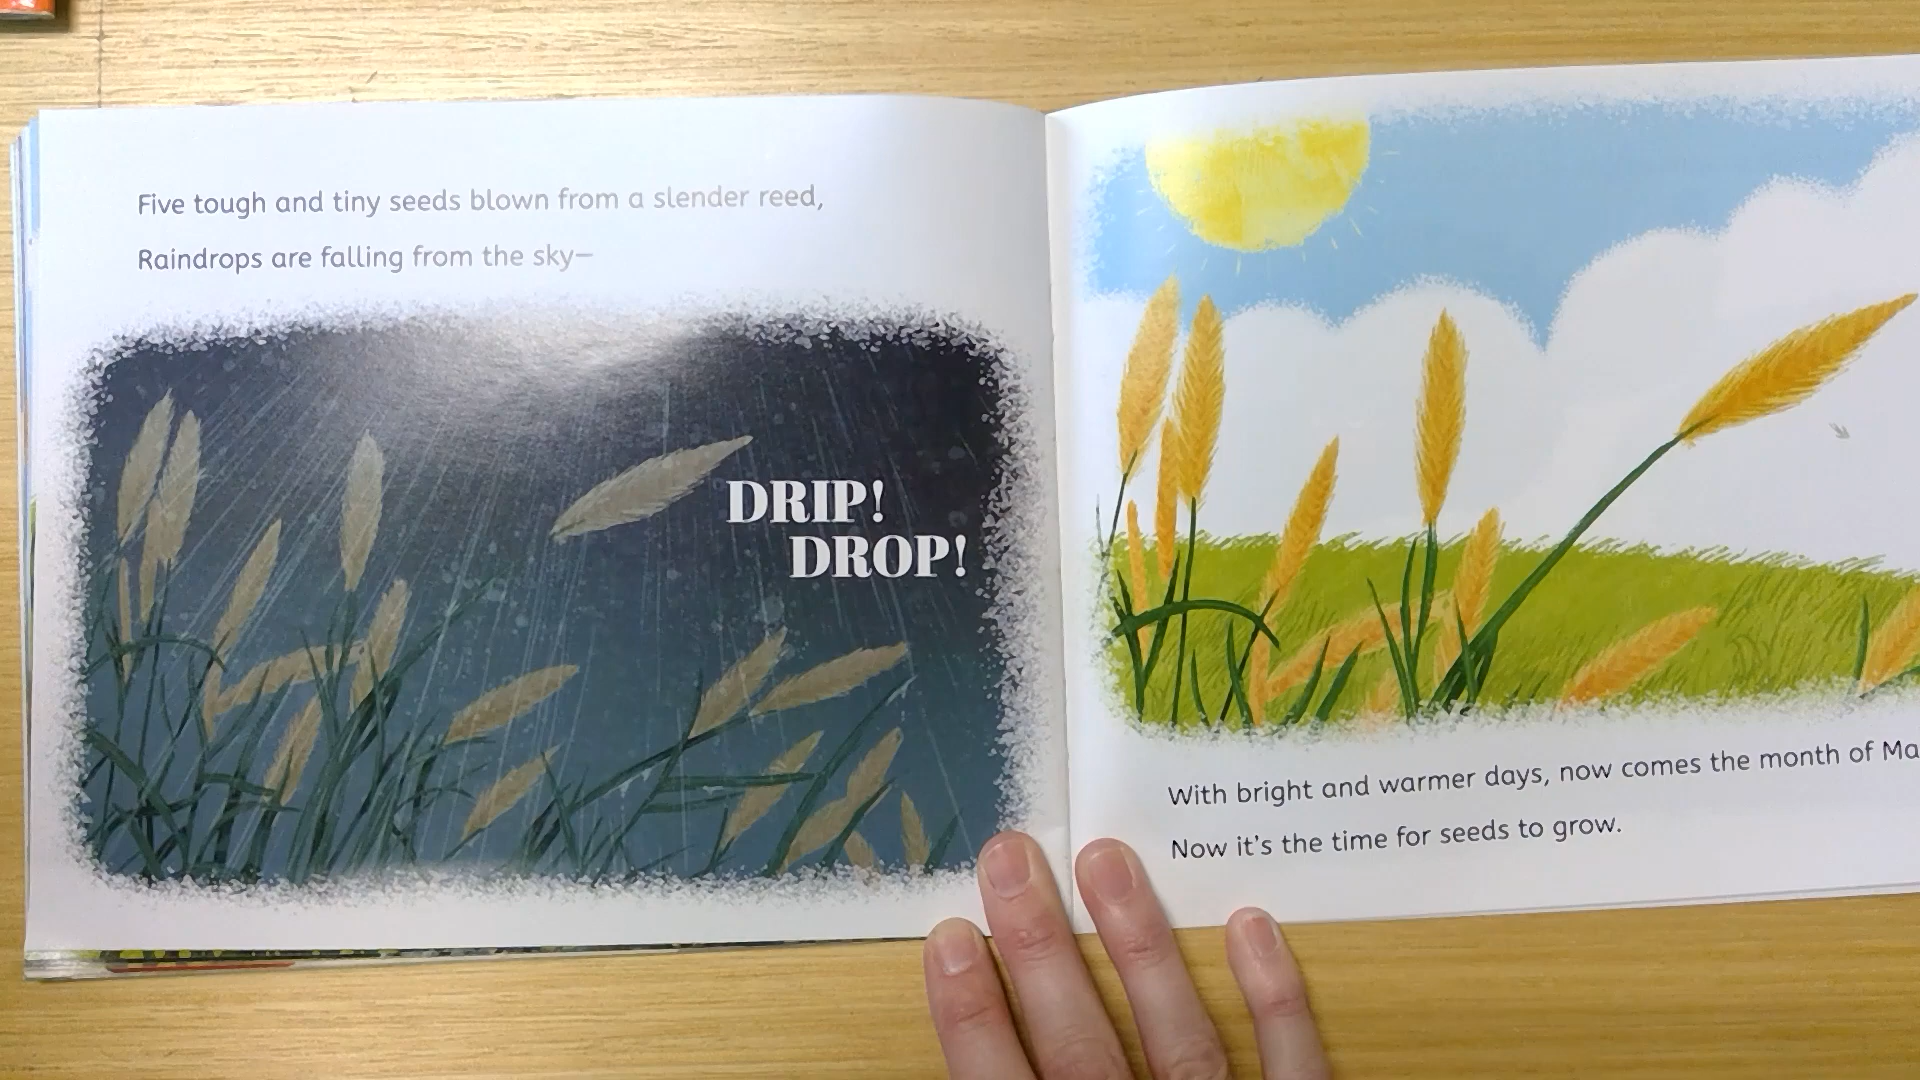 Five tough and tiny seeds blown from a slender reed,
Raindrops are falling from the sky—
DRIP!
DROP!
With bright and warmer days, now comes the month of Ma
Now it's the time for seeds to grow.